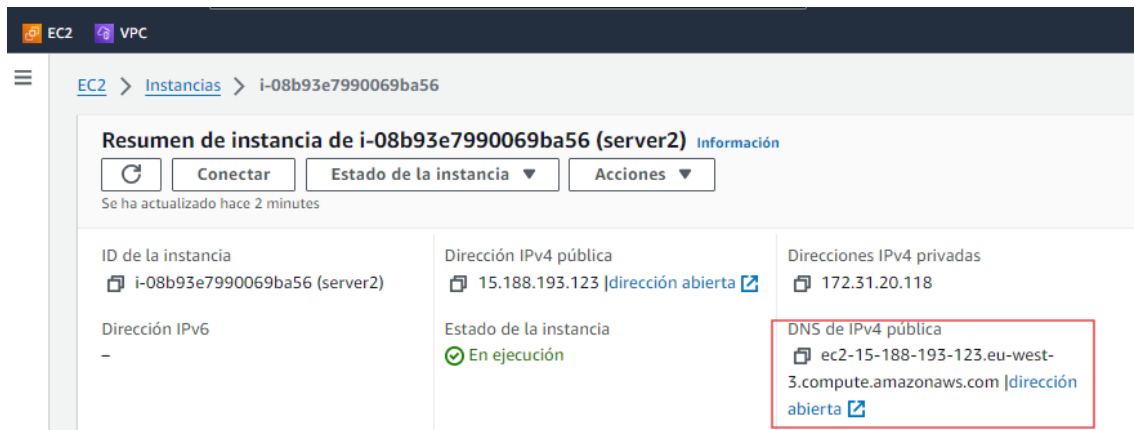 EC2 VPC
EC2 > Instancias > i-08b93e7990069ba56
Resumen de instancia de i-08b93e7990069ba56 (server2) Información
Conectar Estado de la instancia ▼ Acciones ▼
Se ha actualizado hace 2 minutes
ID de la instancia
i-08b93e7990069ba56 (server2)
Dirección IPv4 pública
15.188.193.123 |dirección abierta
Direcciones IPv4 privadas
172.31.20.118
Dirección IPv6
–
Estado de la instancia
En ejecución
DNS de IPv4 pública
ec2-15-188-193-123.eu-west-
3.compute.amazonaws.com |dirección
abierta